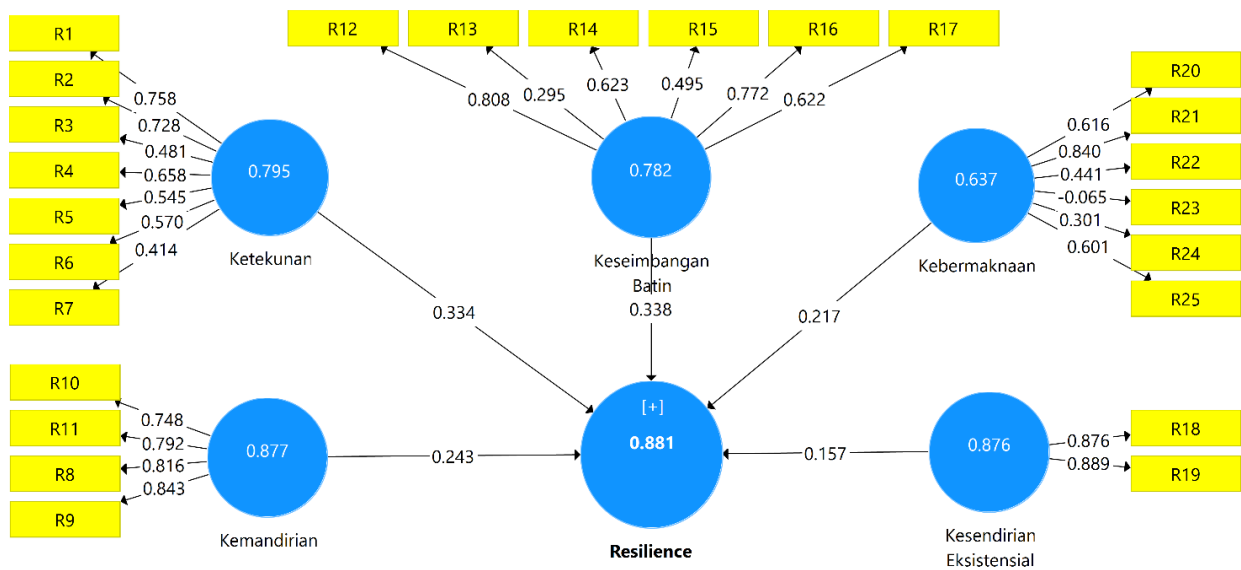 R1
R2
R3
R4
R5
R6
R7
0.758
0.728
0.481
0.658
0.545
0.570
0.414
0.795
Ketekunan
R12
R13
R14
R15
R16
R17
0.808
0.295
0.623
0.495
0.772
0.622
0.782
Keseimbangan
Batin
R20
R21
R22
R23
R24
R25
0.616
0.840
0.441
-0.065
0.301
0.601
0.637
Kebermaknaan
0.334
0.338
0.217
R10
R11
R8
R9
0.748
0.792
0.816
0.843
0.877
Kemandirian
0.243
[+]
0.881
Resilience
0.157
0.876
Kesendirian
Eksistensial
0.876
0.889
R18
R19